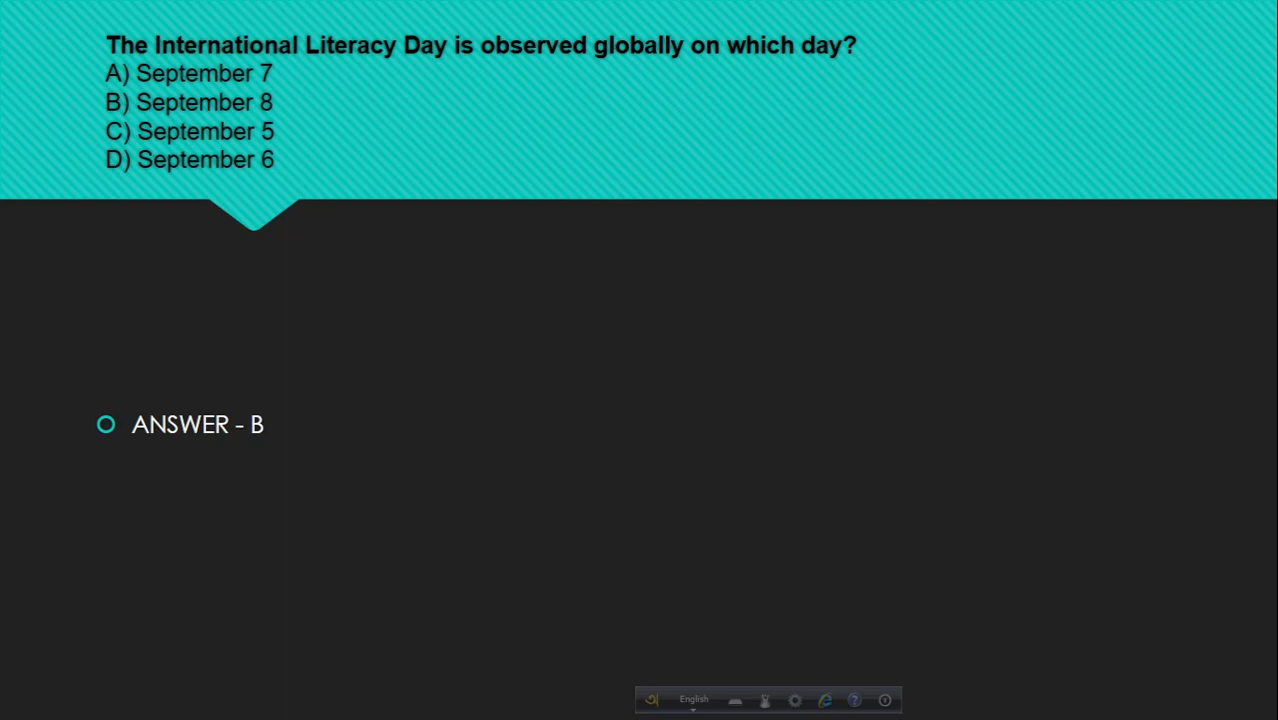 The International Literacy Day is observed globally on which day?
A) September 7
B) September 8
C) September 5
D) September 6
ANSWER - B
অ English